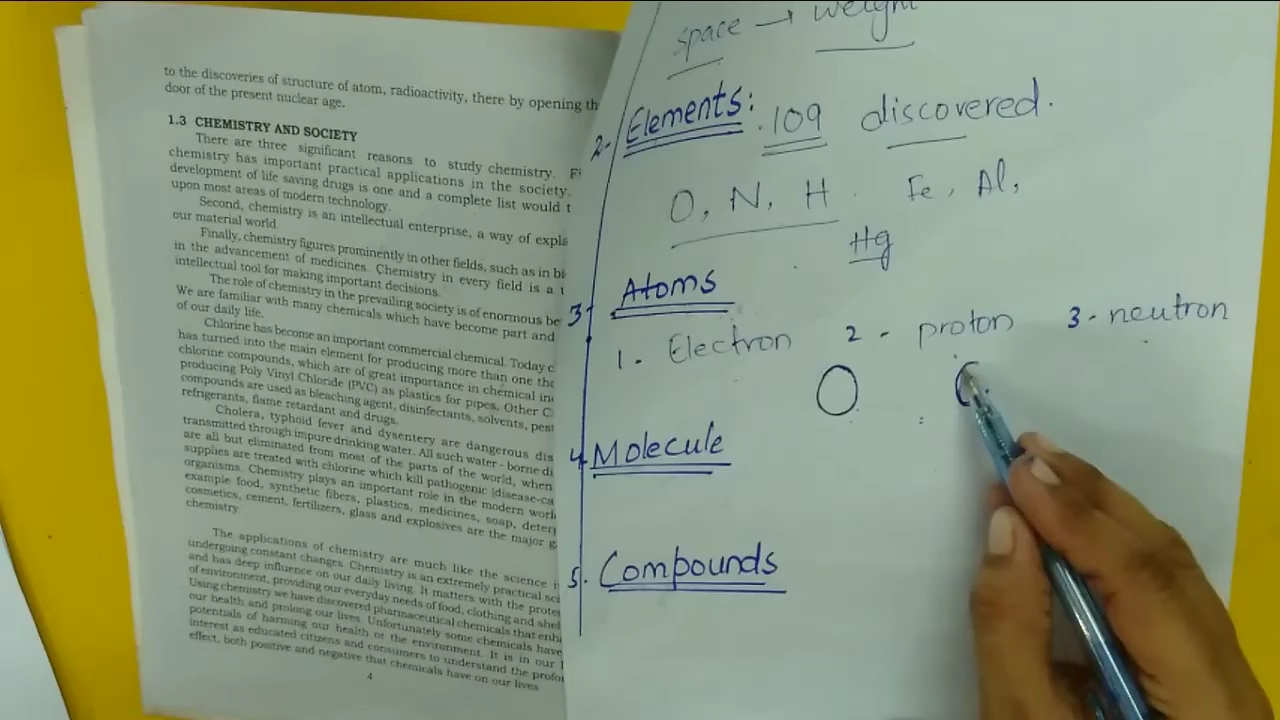 to the discoveries of structure of atom, radioactivity, there by opening th
door of the present nuclear age.
1.3 CHEMISTRY AND SOCIETY
There are three significant reasons to study chemistry. Fi
chemistry has important practical applications in the society.
development of life saving drugs is one and a complete list would t
upon most areas of modern technology.
Second, chemistry is an intellectual enterprise, a way of expla
our material world
Finally, chemistry figures prominently in other fields, such as in bi
in the advancement of medicines. Chemistry in every field is a t
intellectual tool for making important decisions.
The role of chemistry in the prevailing society is of enormous be
We are familiar with many chemicals which have become part and
of our daily life.
Chlorine has become an important commercial chemical. Today c
has turned into the main element for producing more than one tho
chlorine compounds, which are of great importance in chemical in
producing Poly Vinyl Chloride (PVC) as plastics for pipes. Other C
compounds are used as bleaching agent, disinfectants, solvents, pest
refrigerants, flame retardant and drugs.
Cholera, typhoid fever and dysentery are dangerous dis
transmitted through impure drinking water. All such water - borne di
are all but eliminated from most of the parts of the world, when
supplies are treated with chlorine which kill pathogenic (disease-ca
organisms. Chemistry plays an important role in the modern worl
example food, synthetic fibers, plastics, medicines, soap, deter
cosmetics, cement, fertilizers, glass and explosives are the major g
chemistry
The applications of chemistry are much like the science i
undergoing constant changes. Chemistry is an extremely practical sci
and has deep influence on our daily living. It matters with the prote
of environment, providing our everyday needs of food, clothing and shel
Using chemistry we have discovered pharmaceutical chemicals that enh
our health and prolong our lives. Unfortunately some chemicals have
potentials of harming our health or the environment. It is in our
interest as educated citizens and consumers to understand the profou
effect, both positive and negative that chemicals have on our lives
4
space → weight
2- Elements: 109 discovered.
O, N, H. Fe, Al,
Hg
3- Atoms
1. Electron 2 - proton 3 - neutron
4 Molecule
5. Compounds